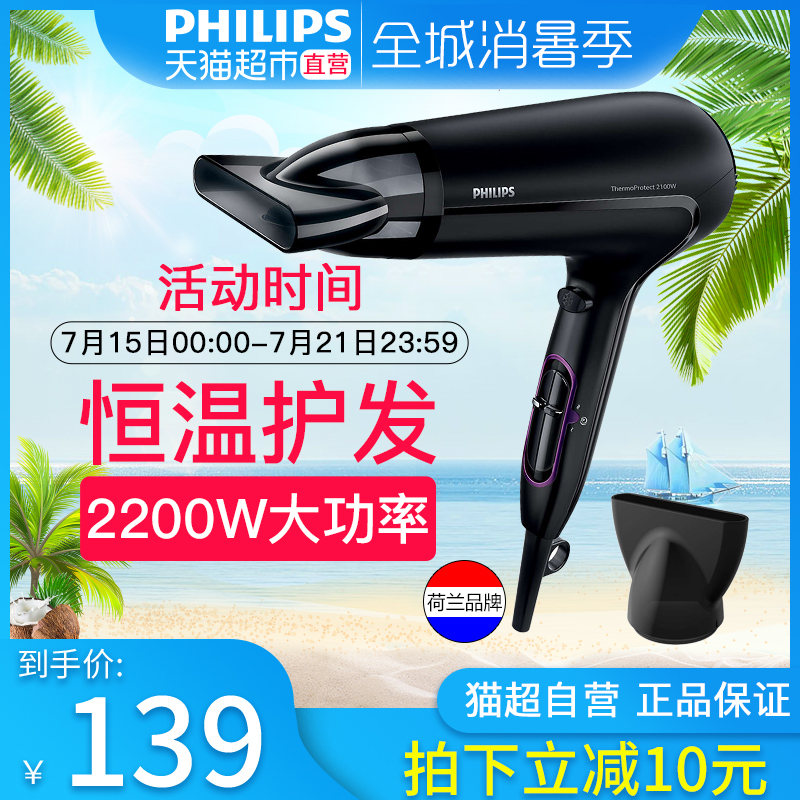 PHILIPS
天猫超市直营
全城消暑季
PHILIPS
ThermoProtect 2100W
活动时间
7月15日00:00-7月21日23:59
恒温护发
2200W大功率
荷兰品牌
到手价:
¥139
猫超自营 正品保证
拍下立减10元